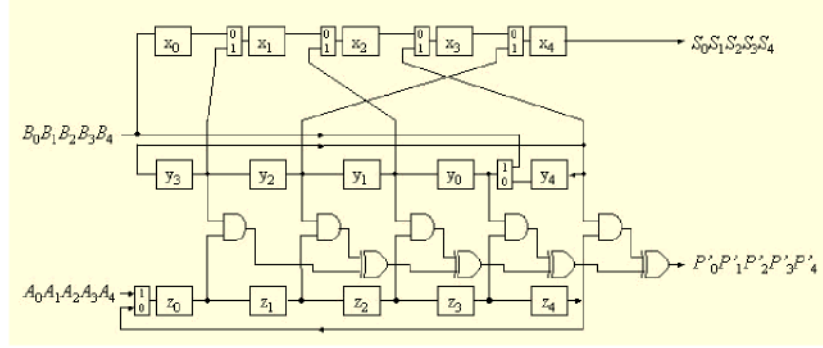 0 0 0 0
x₀ 1 x₁ 1 x₂ 1 x₃ 1 x₄ S₀S₁S₂S₃S₄
B₀B₁B₂B₃B₄
y₃ y₂ y₁ y₀ 1 0 y₄
A₀A₁A₂A₃A₄ 1 0 z₀ z₁ z₂ z₃ z₄
P'₀P'₁P'₂P'₃P'₄